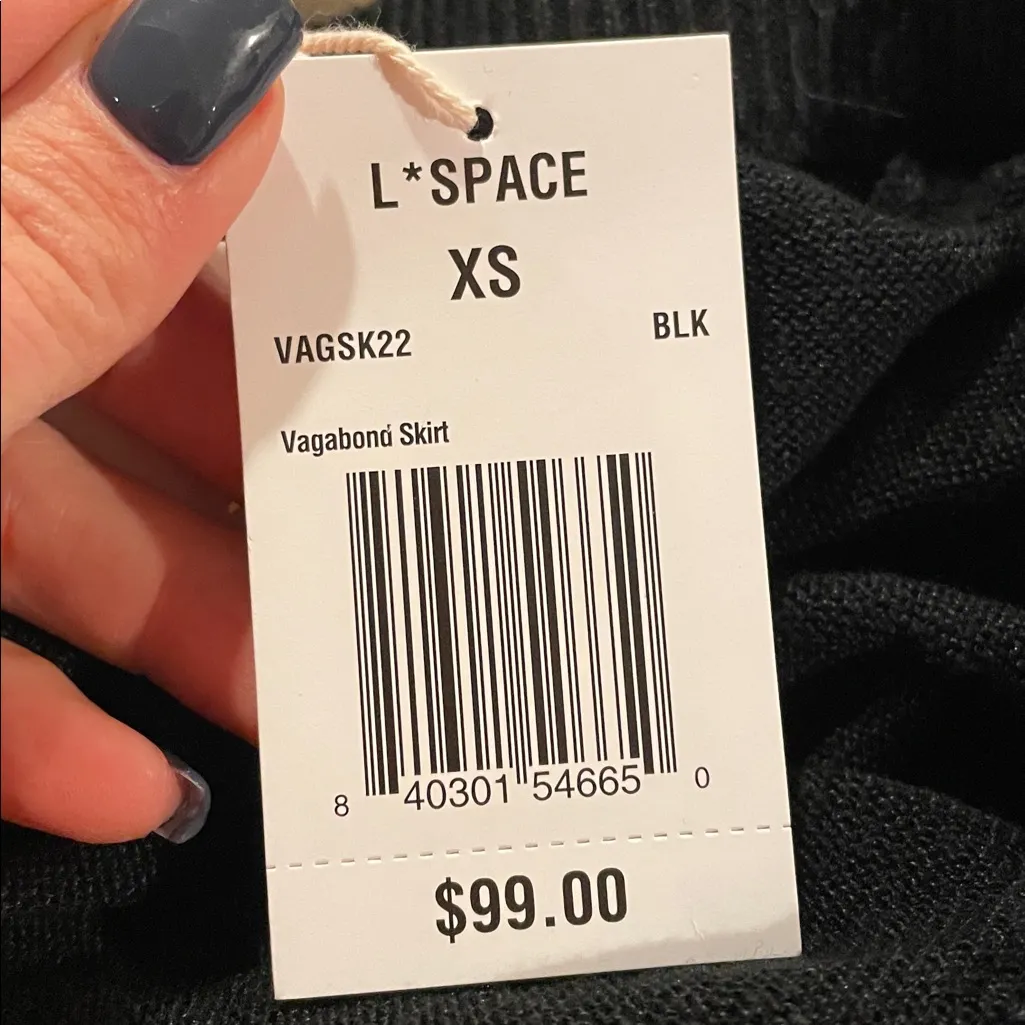 L*SPACE
XS
VAGSK22 BLK
Vagabond Skirt
8 40301 54665 0
$99.00